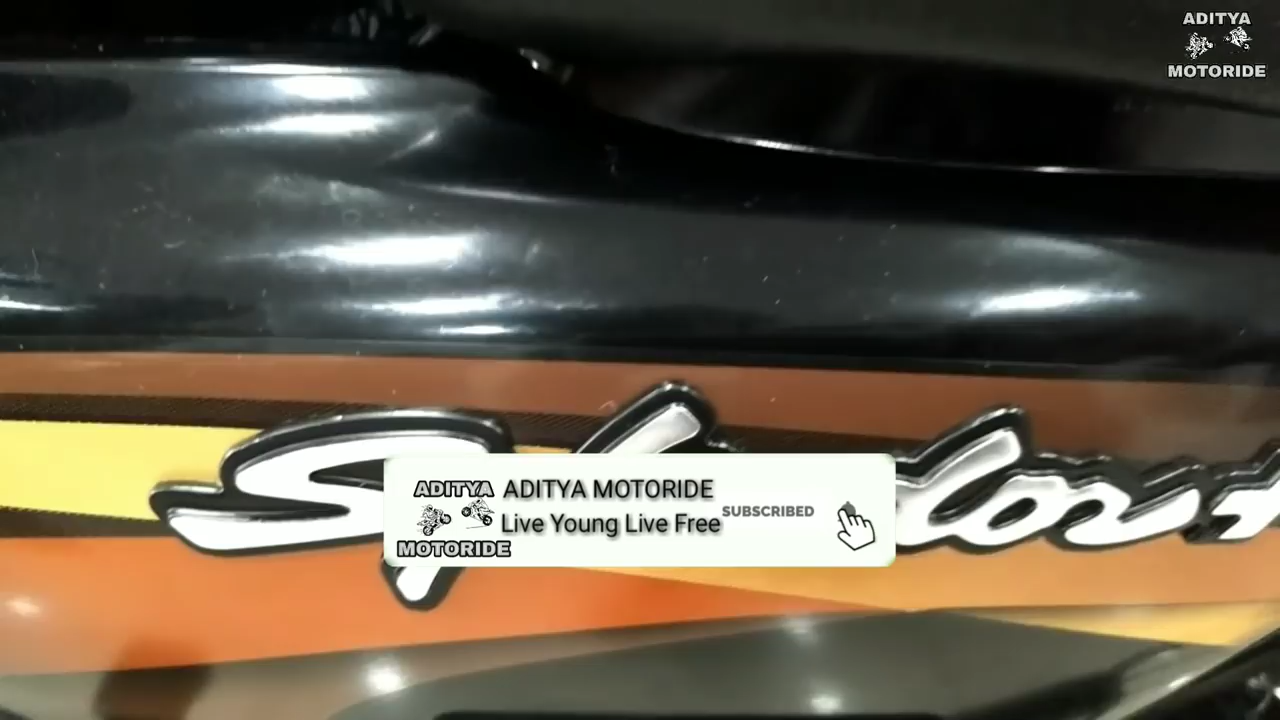 ADITYA
MOTORIDE
ADITYA
MOTORIDE
ADITYA MOTORIDE
Live Young Live Free
SUBSCRIBED